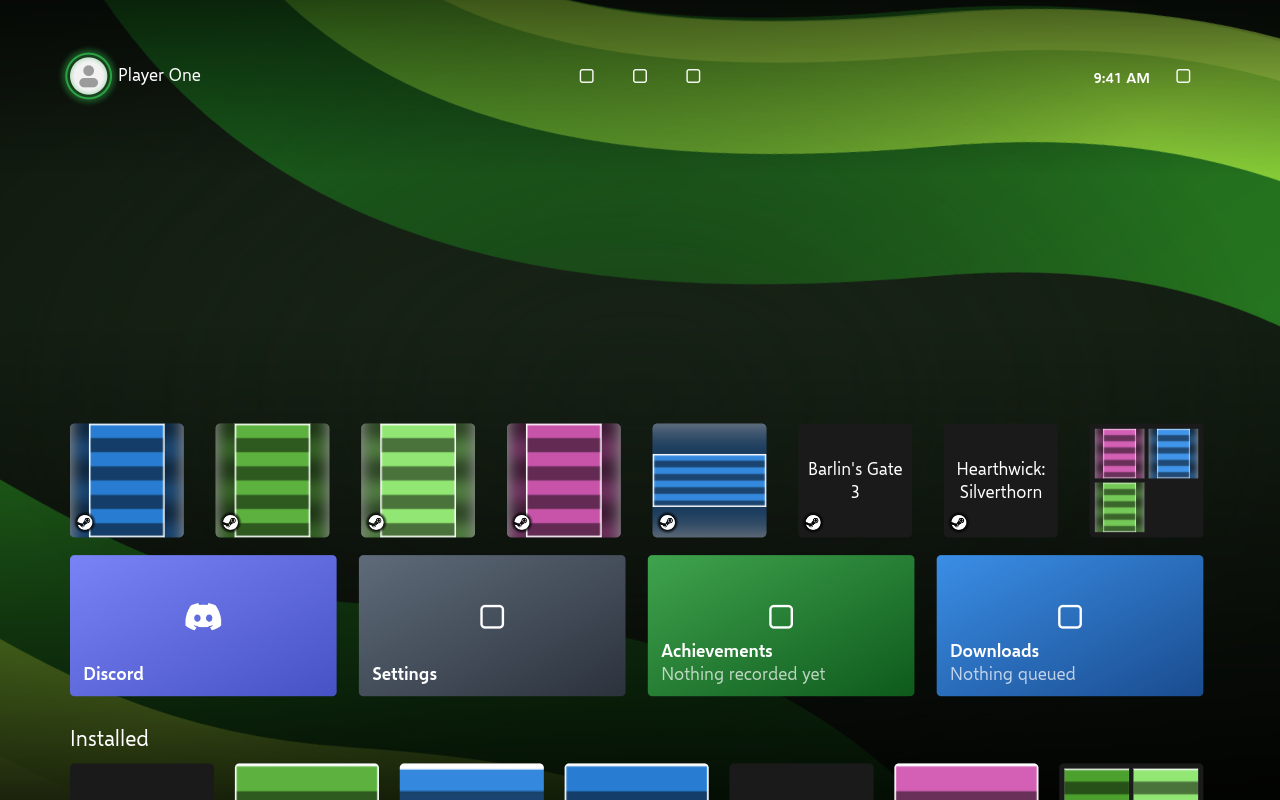 Player One
9:41 AM
Barlin's Gate
3
Hearthwick:
Silverthorn
Discord
Settings
Achievements
Nothing recorded yet
Downloads
Nothing queued
Installed